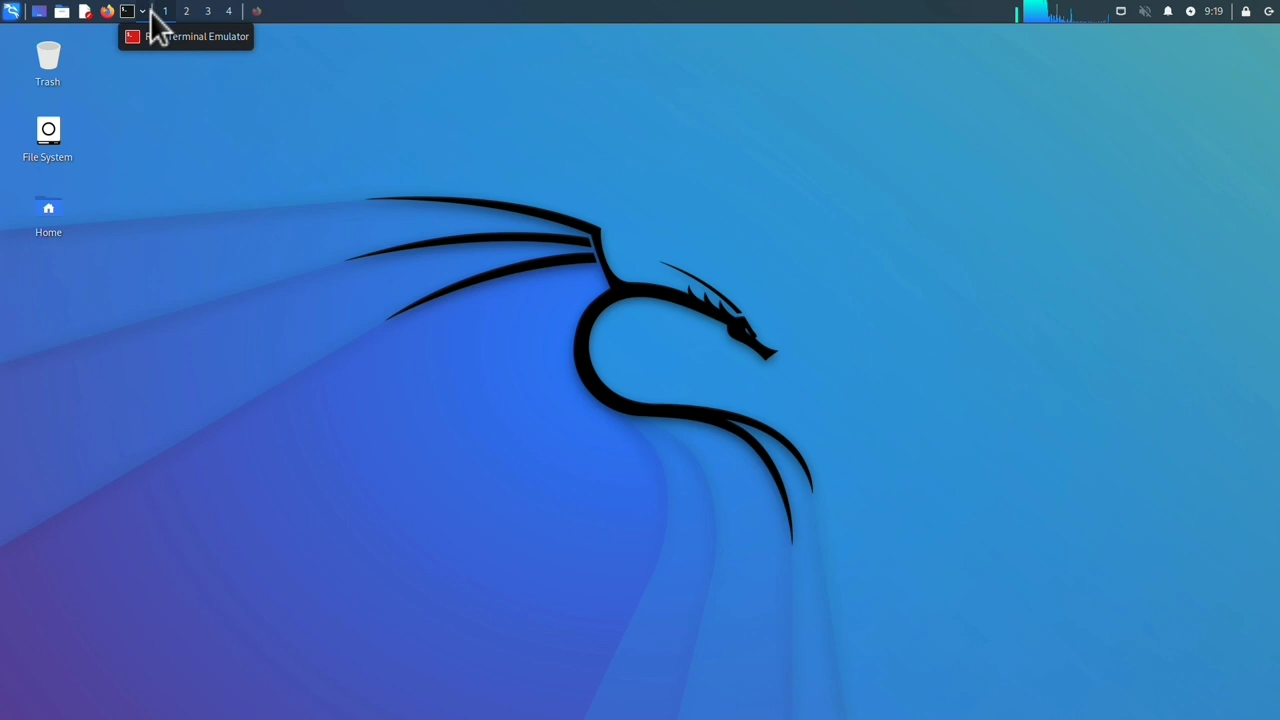 1 2 3 4
9:19
Terminal Emulator
Trash
File System
Home